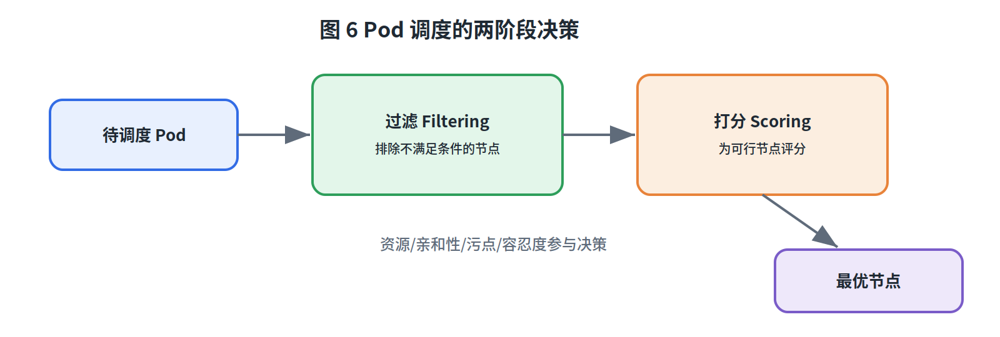 图 6 Pod 调度的两阶段决策
待调度 Pod
过滤 Filtering
排除不满足条件的节点
打分 Scoring
为可行节点评分
资源/亲和性/污点/容忍度参与决策
最优节点